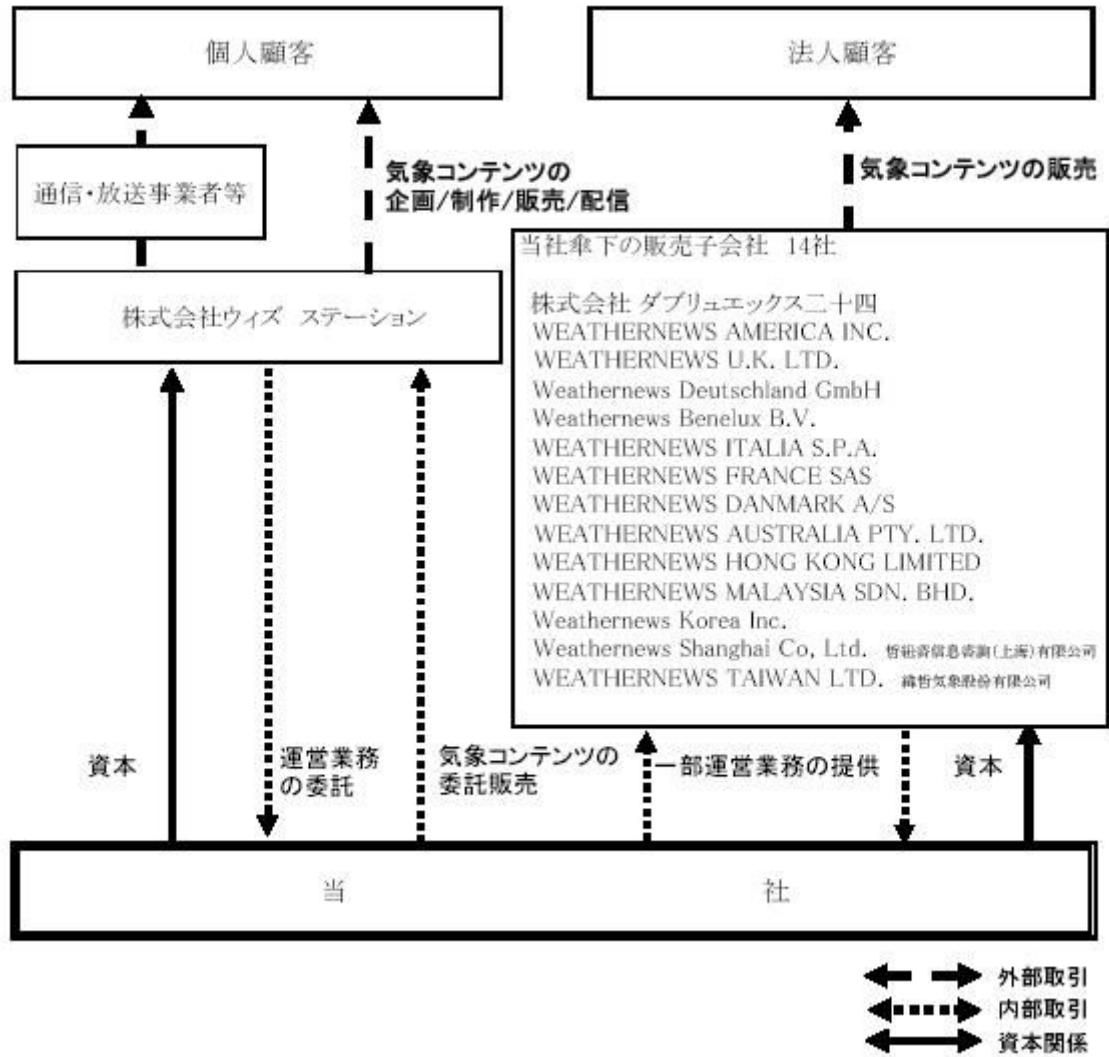 個人顧客
法人顧客
通信・放送事業者等
気象コンテンツの
企画/制作/販売/配信
気象コンテンツの販売
株式会社ウィズ ステーション
当社傘下の販売子会社 14社
株式会社 ダブリュエックス二十四
WEATHERNEWS AMERICA INC.
WEATHERNEWS U.K. LTD.
Weathernews Deutschland GmbH
Weathernews Benelux B.V.
WEATHERNEWS ITALIA S.P.A.
WEATHERNEWS FRANCE SAS
WEATHERNEWS DANMARK A/S
WEATHERNEWS AUSTRALIA PTY. LTD.
WEATHERNEWS HONG KONG LIMITED
WEATHERNEWS MALAYSIA SDN. BHD.
Weathernews Korea Inc.
Weathernews Shanghai Co, Ltd. (上海)有限公司
WEATHERNEWS TAIWAN LTD. 緯哲気象股份有限公司
資本
運営業務
の委託
気象コンテンツの
委託販売
一部運営業務の提供
資本
当 社
外部取引
内部取引
資本関係